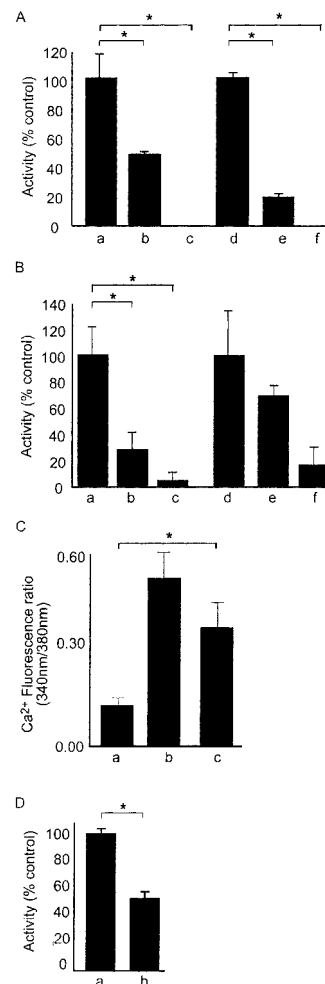 A
* *
* *
120
100
80
60
40
20
0
Activity (% control)
a b c d e f
B
*
*
140
120
100
80
60
40
20
0
Activity (% control)
a b c d e f
C
*
0.60
0.30
0.00
Ca²⁺ Fluorescence ratio
(340nm/380nm)
a b c
D
*
100
80
60
40
20
0
Activity (% control)
a b